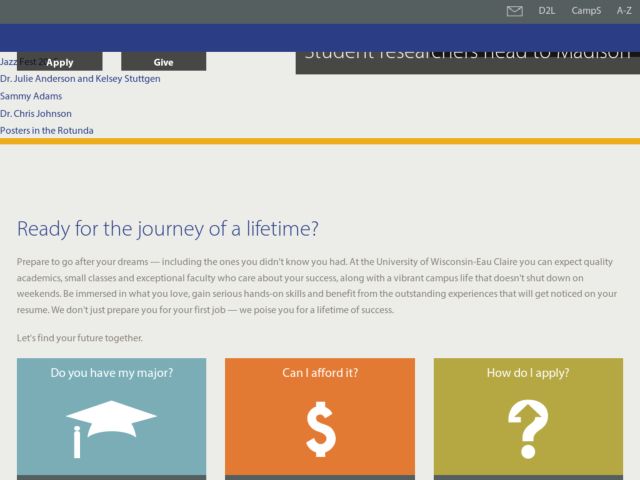 D2L CampS A-Z
Student researchers head to Madison
Jazz Fest
Apply Give
Dr. Julie Anderson and Kelsey Stuttgen
Sammy Adams
Dr. Chris Johnson
Posters in the Rotunda
Ready for the journey of a lifetime?
Prepare to go after your dreams — including the ones you didn't know you had. At the University of Wisconsin-Eau Claire you can expect quality
academics, small classes and exceptional faculty who care about your success, along with a vibrant campus life that doesn't shut down on
weekends. Be immersed in what you love, gain serious hands-on skills and benefit from the outstanding experiences that will get noticed on your
resume. We don't just prepare you for your first job — we poise you for a lifetime of success.
Let's find your future together.
Do you have my major? Can I afford it? How do I apply?